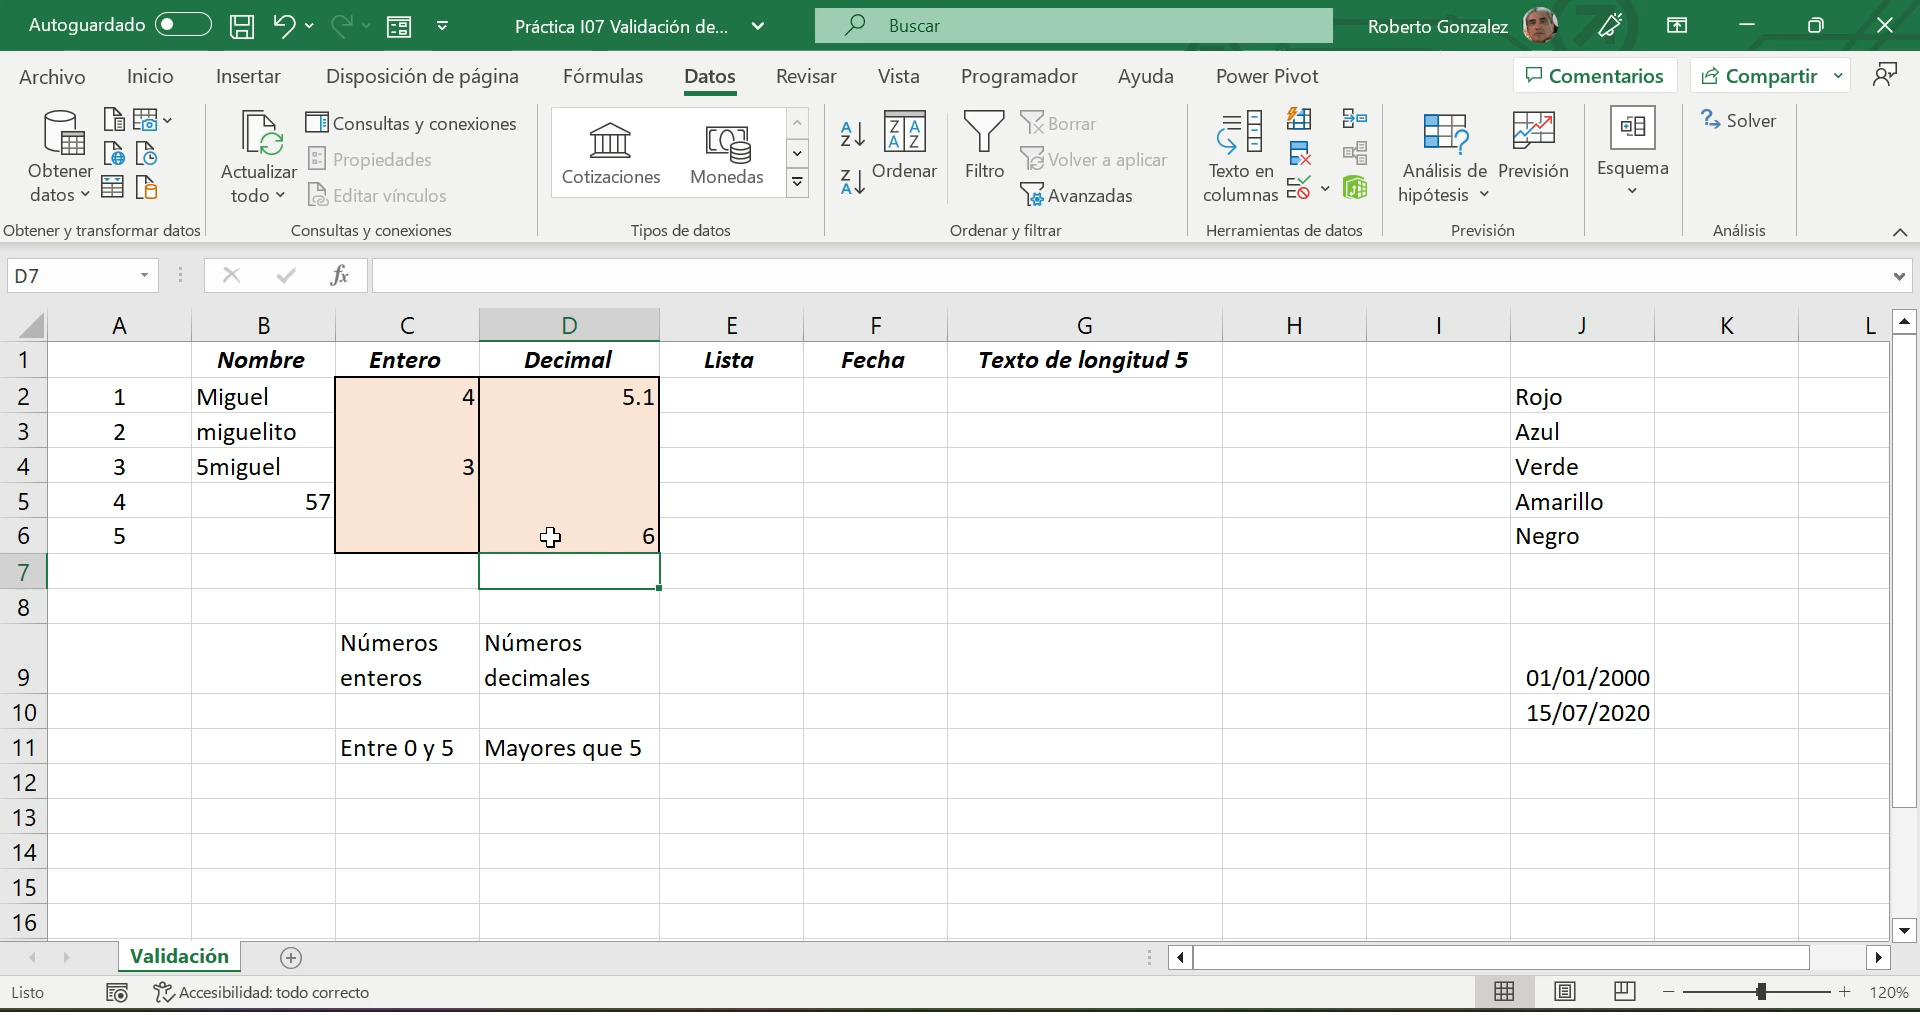 Autoguardado
Práctica I07 Validación de...
Buscar
Roberto Gonzalez
Archivo Inicio Insertar Disposición de página Fórmulas Datos Revisar Vista Programador Ayuda Power Pivot Comentarios Compartir
Obtener datos
Obtener y transformar datos
Actualizar todo
Consultas y conexiones
Propiedades
Editar vínculos
Consultas y conexiones
Cotizaciones Monedas
Tipos de datos
Ordenar
Filtro
Borrar
Volver a aplicar
Avanzadas
Ordenar y filtrar
Texto en columnas
Herramientas de datos
Análisis de hipótesis
Previsión
Previsión
Esquema
Solver
Análisis
D7
fx
A B C D E F G H I J K L
1 Nombre Entero Decimal Lista Fecha Texto de longitud 5
2 1 Miguel 4 5.1 Rojo
3 2 miguelito Azul
4 3 5miguel 3 Verde
5 4 57 Amarillo
6 5 6 Negro
7
8
Números Números
enteros decimales
9 01/01/2000
10 15/07/2020
11 Entre 0 y 5 Mayores que 5
12
13
14
15
16
Validación
Listo
Accesibilidad: todo correcto
120%